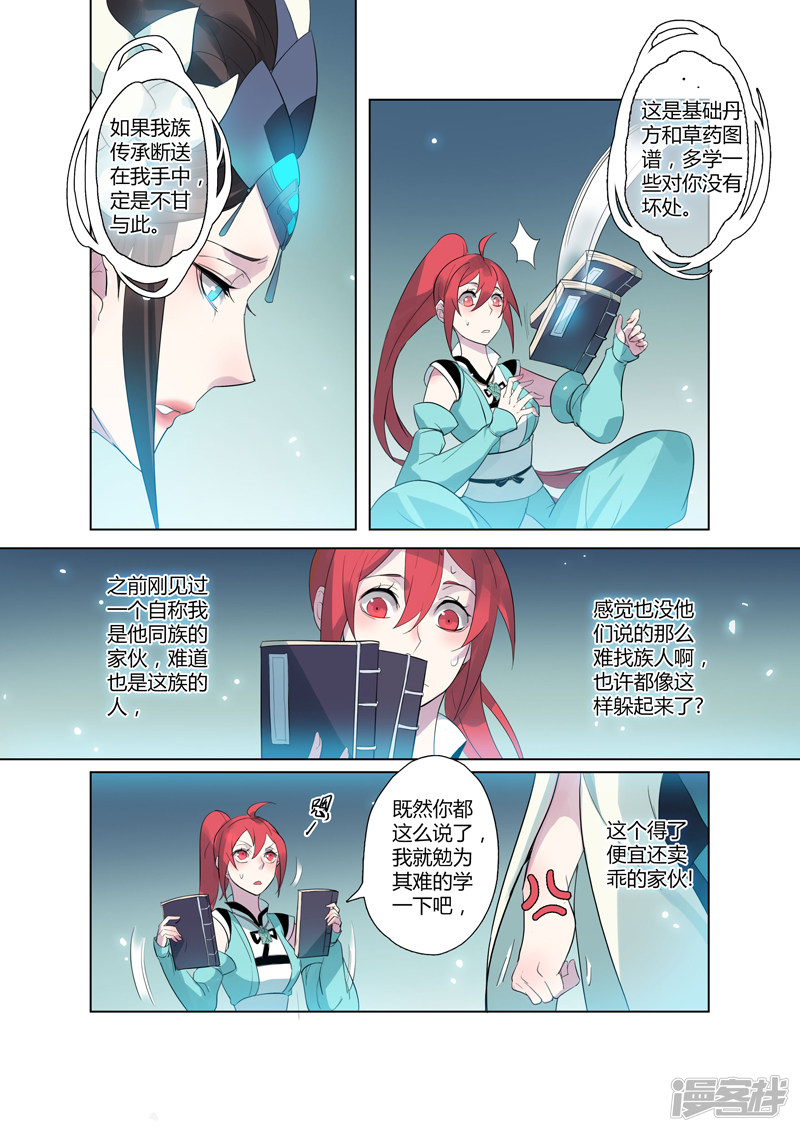 如果我族
传承断送
在我手中，
定是不甘
与此。
这是基础丹
方和草药图
谱，多学一
些对你没有
坏处。
之前刚见过
一个自称我
是他同族的
家伙，难道
也是这族的
人，
感觉也没他
们说的那么
难找族人啊，
也许都像这
样躲起来了?
既然你都
这么说了，
我就勉为
其难的学
一下吧，
这个得了
便宜还卖
乖的家伙!
漫客栈